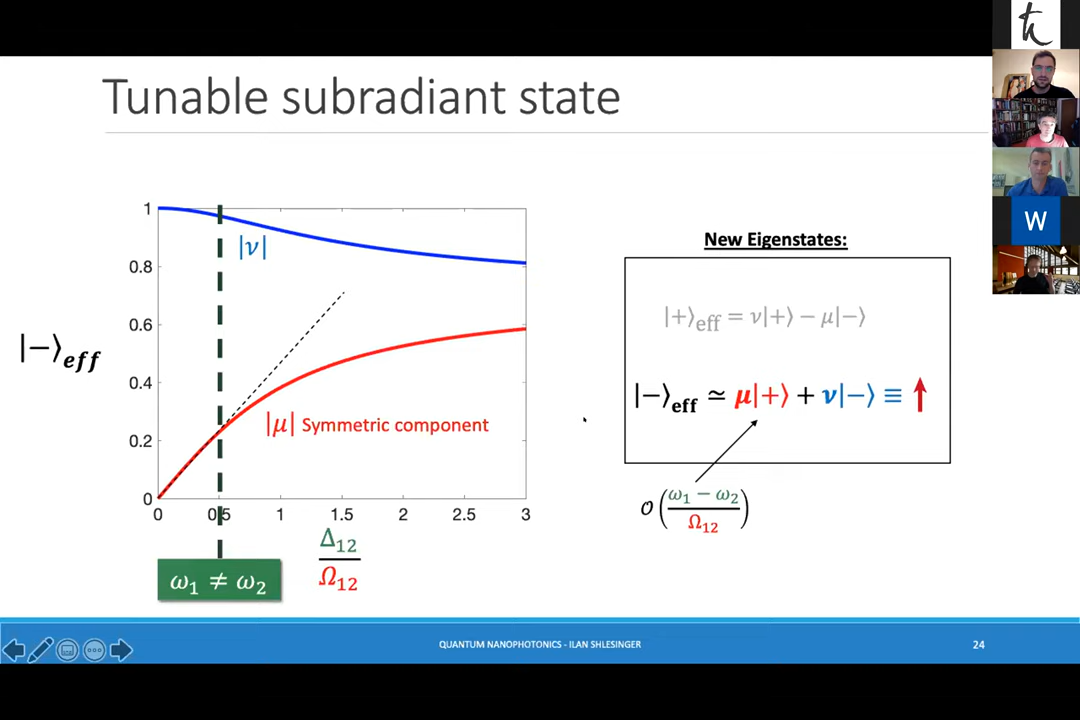 Tunable subradiant state
|−⟩eff
1
0.8
0.6
0.4
0.2
0
0
0.5
1
1.5
2
2.5
3
|ν|
|μ| Symmetric component
Δ12
Ω12
ω1 ≠ ω2
New Eigenstates:
|+⟩eff = ν|+⟩ − μ|−⟩
|−⟩eff ≃ μ|+⟩ + ν|−⟩ ≡ ↑
𝒪(ω1 − ω2 / Ω12)
W
QUANTUM NANOPHOTONICS - ILAN SHLESINGER
24